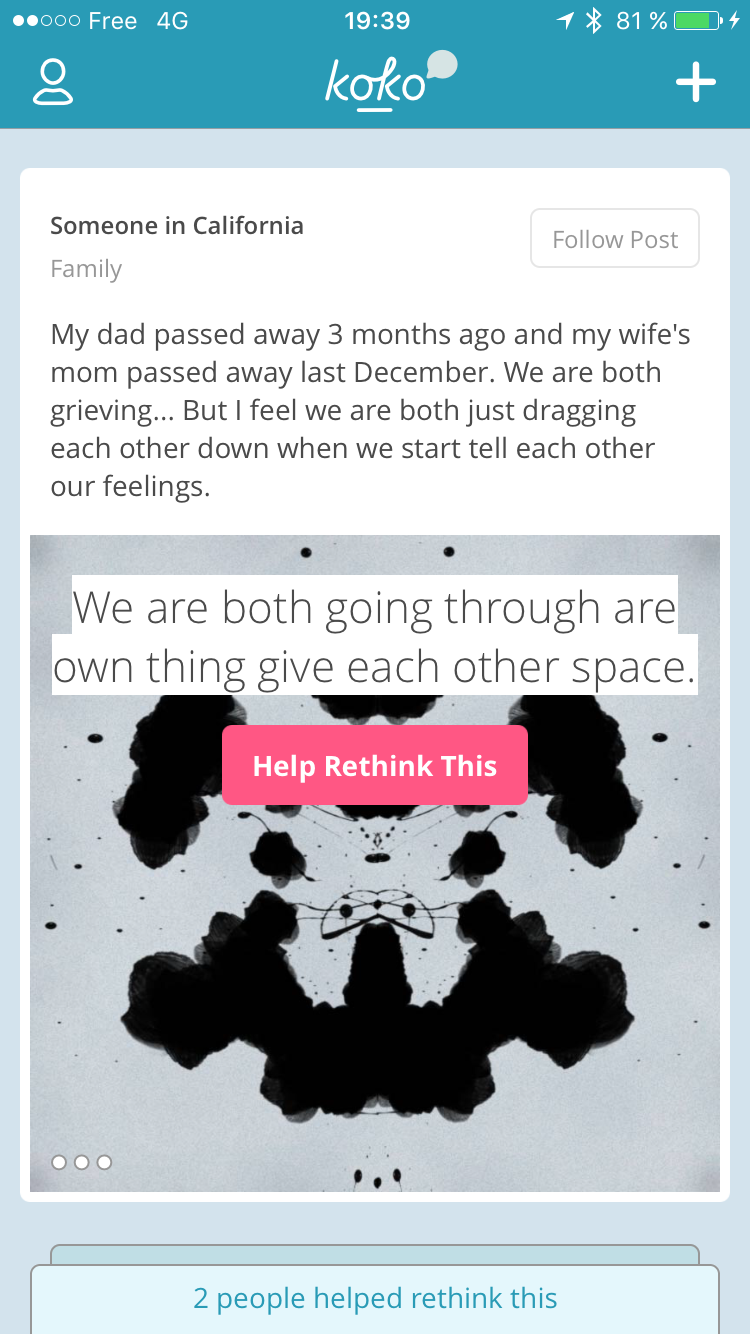 Free 4G 19:39 81 %
koko
Someone in California
Follow Post
Family
My dad passed away 3 months ago and my wife's
mom passed away last December. We are both
grieving... But I feel we are both just dragging
each other down when we start tell each other
our feelings.
We are both going through are
own thing give each other space.
Help Rethink This
2 people helped rethink this